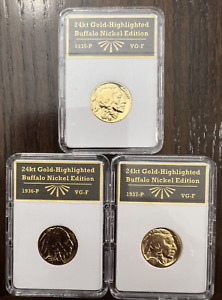 24kt Gold-Highlighted
Buffalo Nickel Edition
1935-P VG-F
24kt Gold-Highlighted
Buffalo Nickel Edition
1936-P VG-F
24kt Gold-Highlighted
Buffalo Nickel Edition
1937-P VG-F